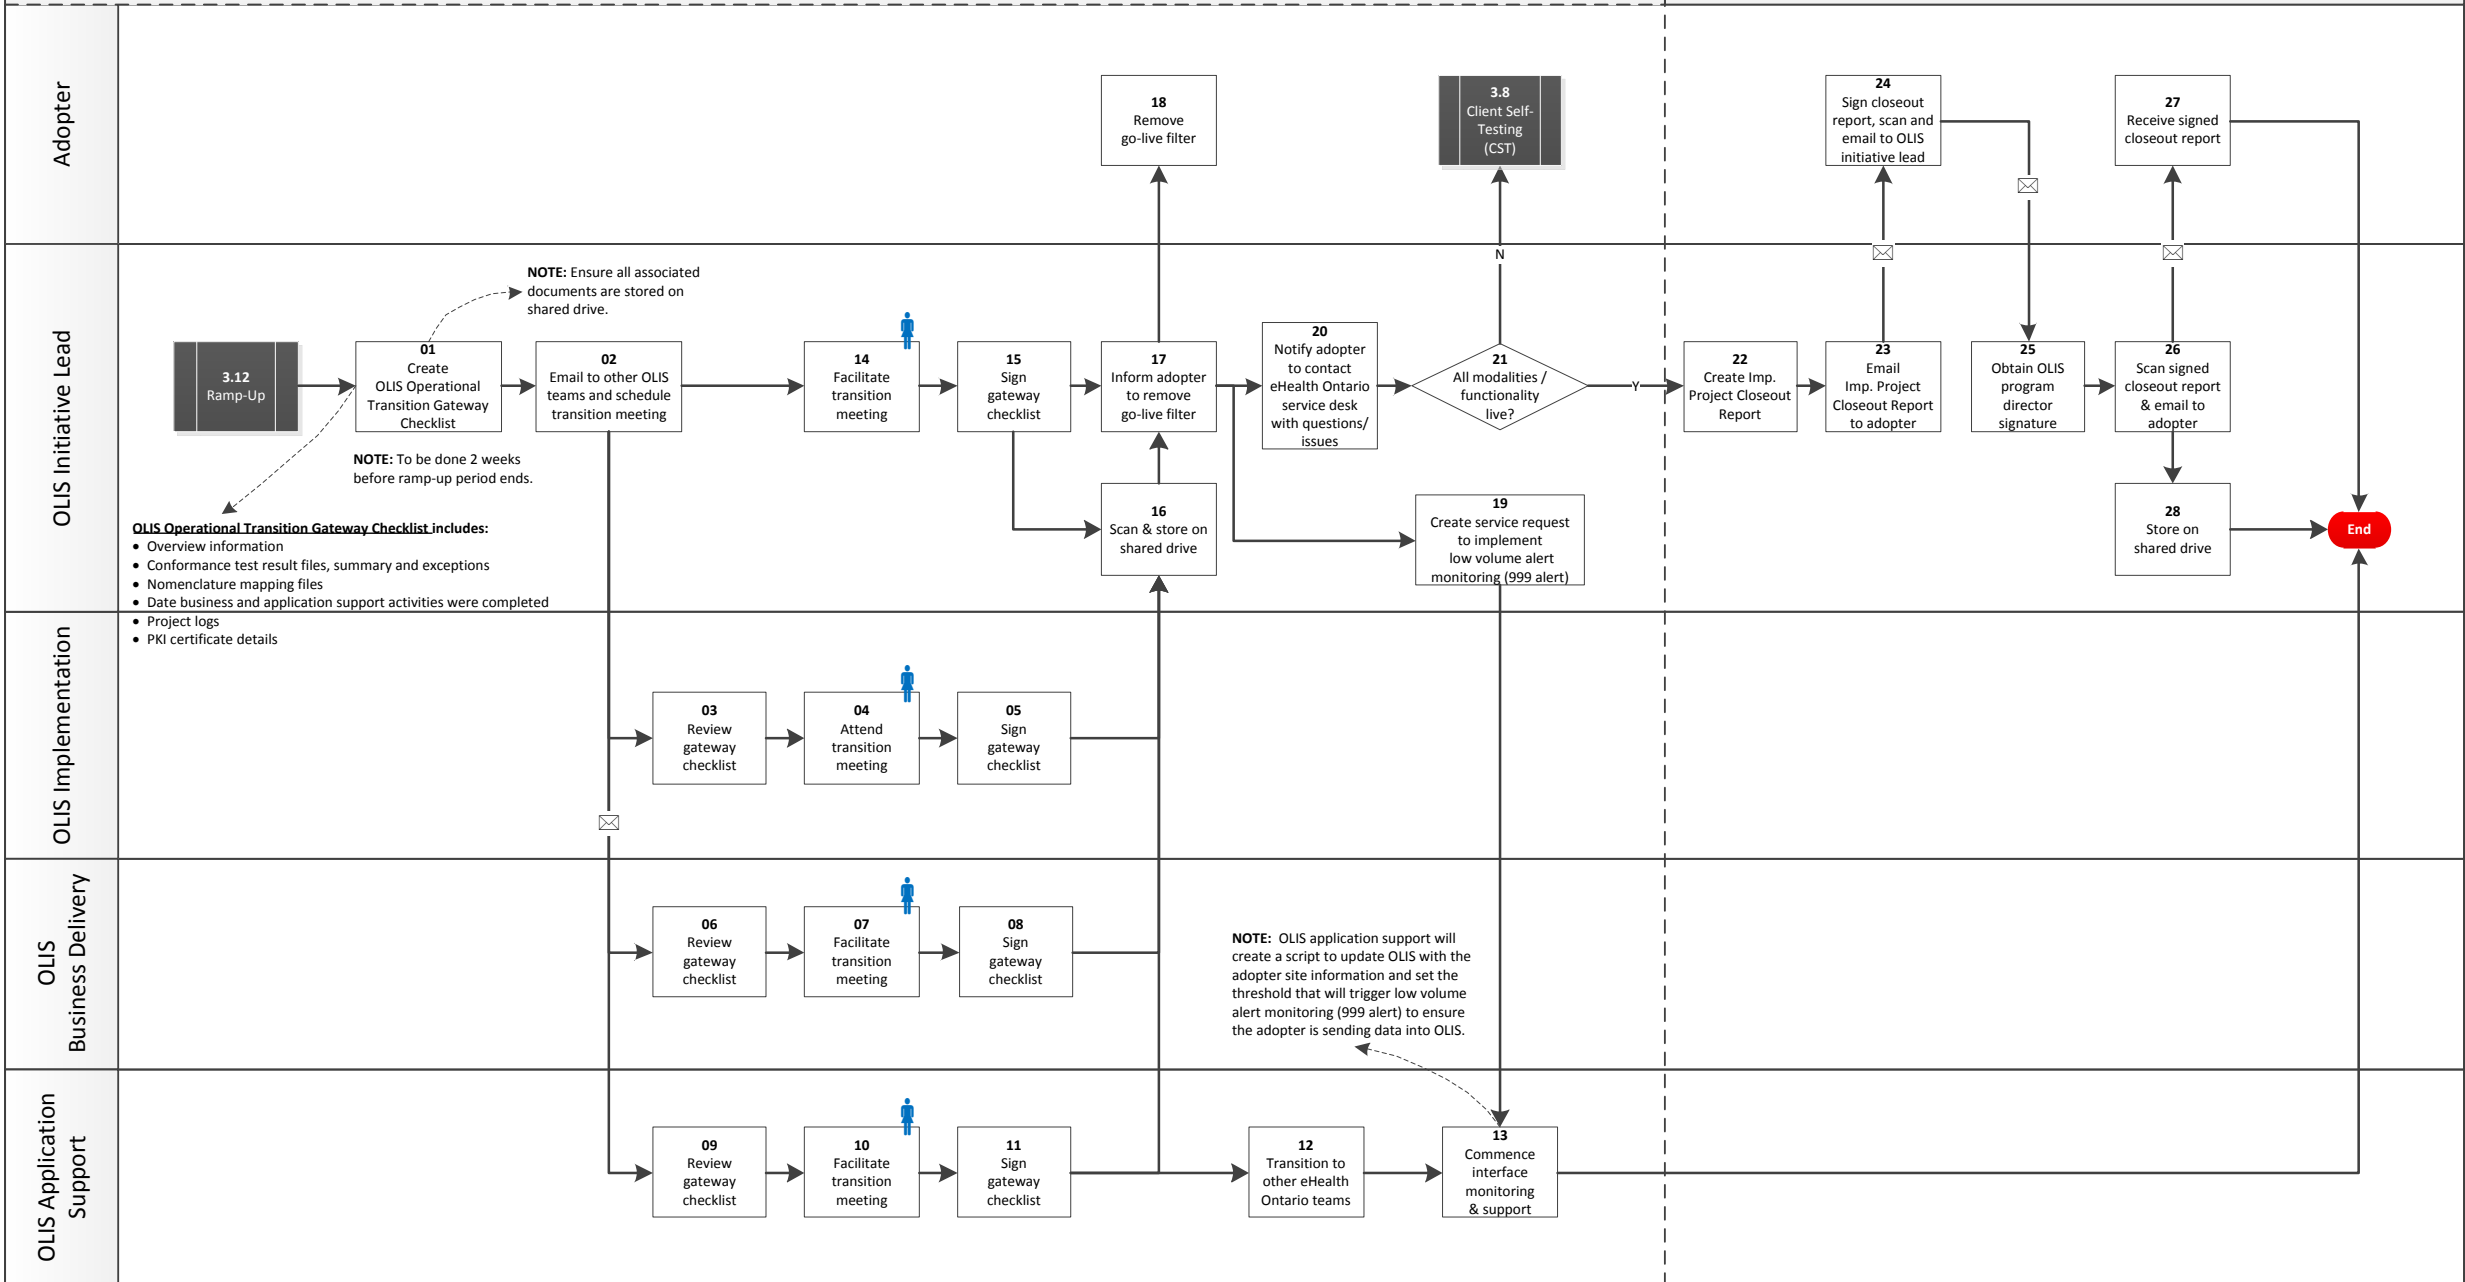 Adopter
18
Remove
go-live filter
3.8
Client Self-
Testing
(CST)
24
Sign closeout
report, scan and
email to OLIS
initiative lead
27
Receive signed
closeout report
OLIS Initiative Lead
NOTE: Ensure all associated
documents are stored on
shared drive.
3.12
Ramp-Up
01
Create
OLIS Operational
Transition Gateway
Checklist
02
Email to other OLIS
teams and schedule
transition meeting
14
Facilitate
transition
meeting
15
Sign
gateway
checklist
17
Inform adopter
to remove
go-live filter
20
Notify adopter
to contact
eHealth Ontario
service desk
with questions/
issues
N
21
All modalities /
functionality
live?
Y
22
Create Imp.
Project Closeout
Report
23
Email
Imp. Project
Closeout Report
to adopter
25
Obtain OLIS
program
director
signature
26
Scan signed
closeout report
& email to
adopter
NOTE: To be done 2 weeks
before ramp-up period ends.
16
Scan & store on
shared drive
19
Create service request
to implement
low volume alert
monitoring (999 alert)
28
Store on
shared drive
End
OLIS Operational Transition Gateway Checklist includes:
• Overview information
• Conformance test result files, summary and exceptions
• Nomenclature mapping files
• Date business and application support activities were completed
• Project logs
• PKI certificate details
OLIS Implementation
03
Review
gateway
checklist
04
Attend
transition
meeting
05
Sign
gateway
checklist
OLIS
Business Delivery
06
Review
gateway
checklist
07
Facilitate
transition
meeting
08
Sign
gateway
checklist
NOTE: OLIS application support will
create a script to update OLIS with the
adopter site information and set the
threshold that will trigger low volume
alert monitoring (999 alert) to ensure
the adopter is sending data into OLIS.
OLIS Application
Support
09
Review
gateway
checklist
10
Facilitate
transition
meeting
11
Sign
gateway
checklist
12
Transition to
other eHealth
Ontario teams
13
Commence
interface
monitoring
& support